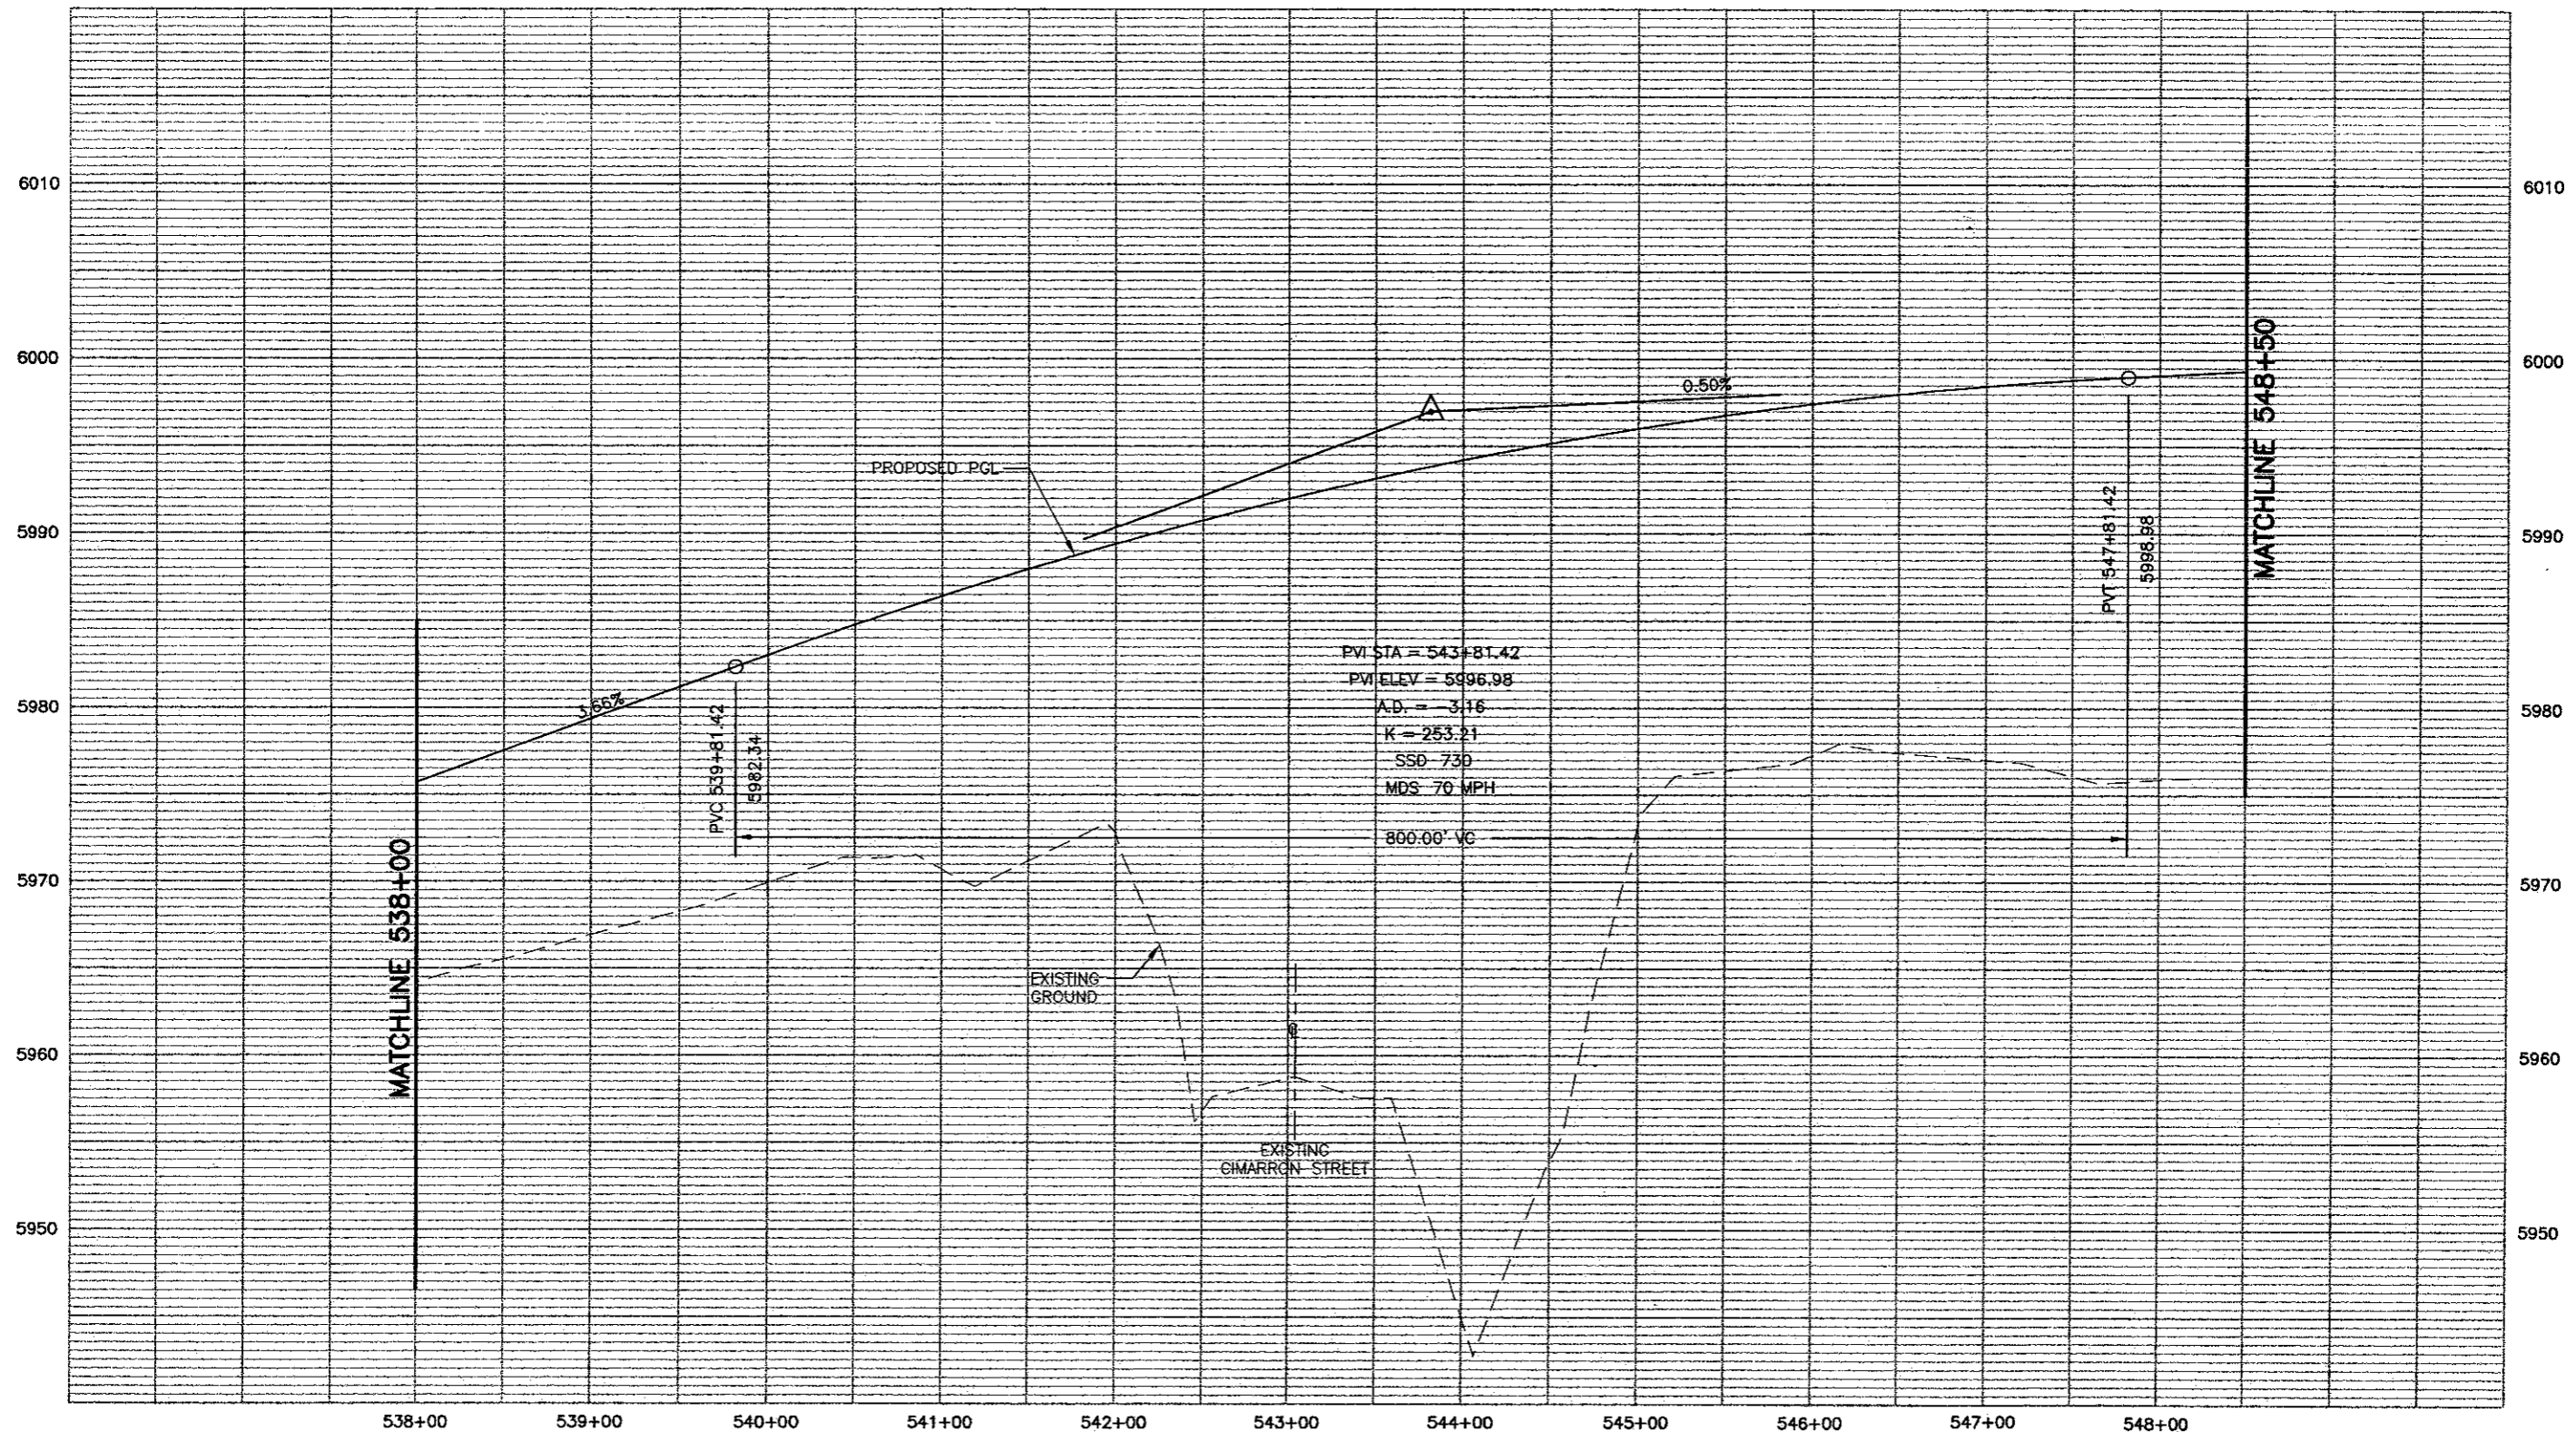 6010
6010
6000
6000
0.50%
MATCHLINE 548+50
PROPOSED PGL
5990
5990
PVT 547+81.42
5998.98
PVI STA = 543+81.42
PVI ELEV = 5996.98
A.D. = -3.16
K = 253.21
SSD 730
MDS 70 MPH
800.00' VC
3.66%
5980
5980
PVC 539+81.42
5982.34
5970
5970
MATCHLINE 538+00
EXISTING
GROUND
5960
5960
EXISTING
CIMARRON STREET
5950
5950
538+00
539+00
540+00
541+00
542+00
543+00
544+00
545+00
546+00
547+00
548+00